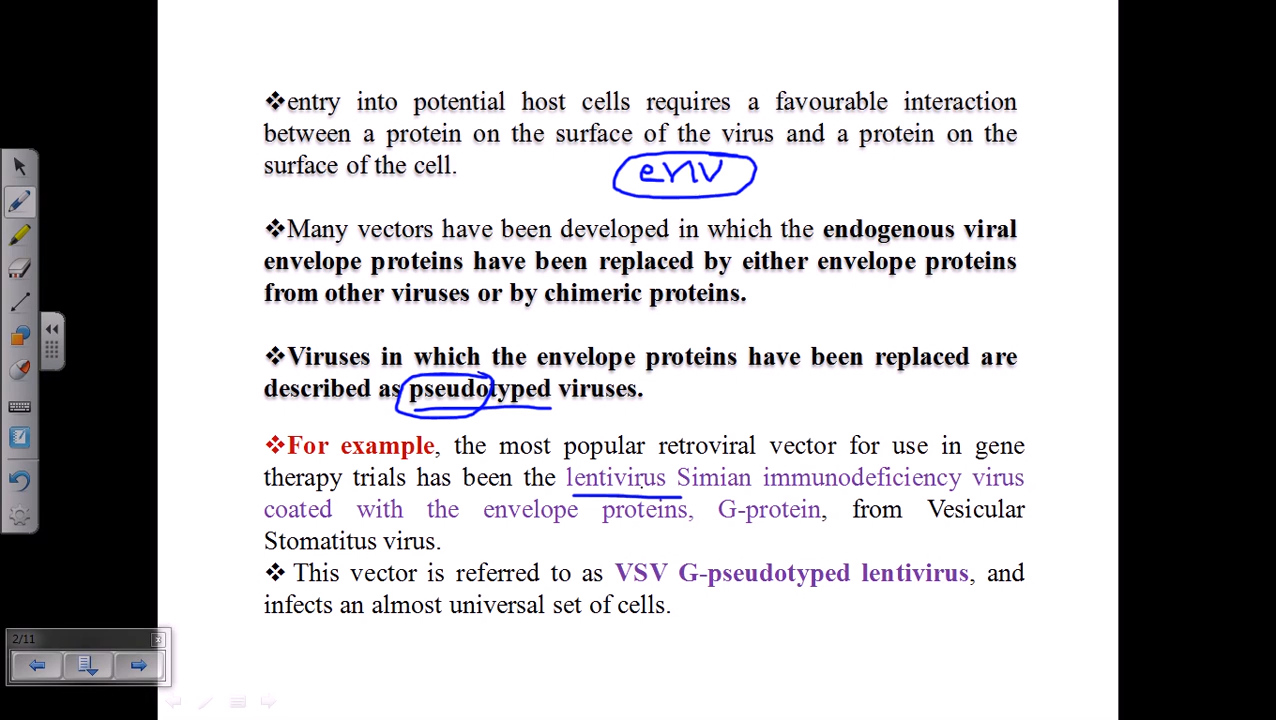 ❖entry into potential host cells requires a favourable interaction
between a protein on the surface of the virus and a protein on the
surface of the cell.
env
❖Many vectors have been developed in which the endogenous viral
envelope proteins have been replaced by either envelope proteins
from other viruses or by chimeric proteins.
❖Viruses in which the envelope proteins have been replaced are
described as pseudotyped viruses.
❖For example, the most popular retroviral vector for use in gene
therapy trials has been the lentivirus Simian immunodeficiency virus
coated with the envelope proteins, G-protein, from Vesicular
Stomatitus virus.
❖ This vector is referred to as VSV G-pseudotyped lentivirus, and
infects an almost universal set of cells.
2/11